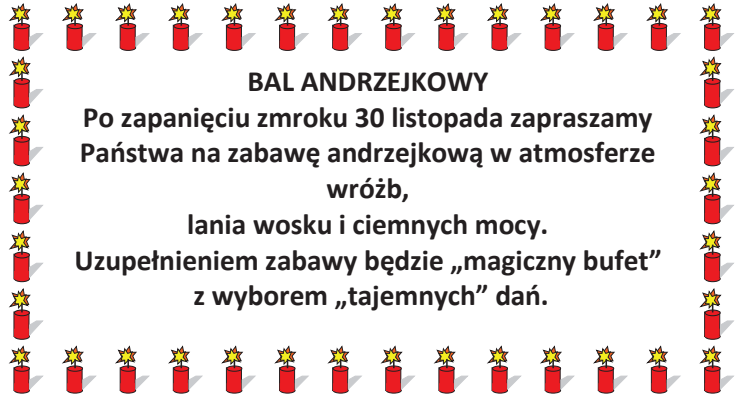 BAL ANDRZEJKOWY
Po zapanięciu zmroku 30 listopada zapraszamy
Państwa na zabawę andrzejkową w atmosferze
wróżb,
lania wosku i ciemnych mocy.
Uzupełnieniem zabawy będzie „magiczny bufet”
z wyborem „tajemnych” dań.